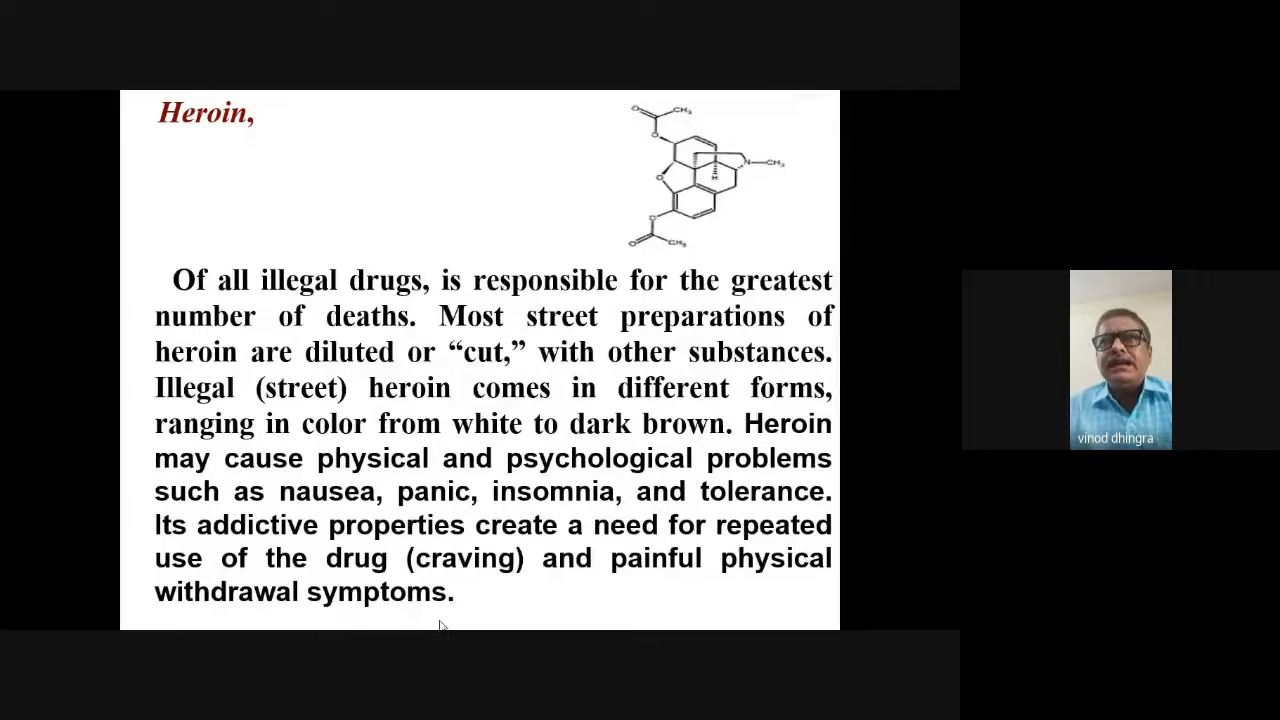 Heroin,
O
CH₃
O
N
CH₃
O
H
O
O
CH₃
Of all illegal drugs, is responsible for the greatest
number of deaths. Most street preparations of
heroin are diluted or “cut,” with other substances.
Illegal (street) heroin comes in different forms,
ranging in color from white to dark brown. Heroin
may cause physical and psychological problems
such as nausea, panic, insomnia, and tolerance.
Its addictive properties create a need for repeated
use of the drug (craving) and painful physical
withdrawal symptoms.
vinod dhingra